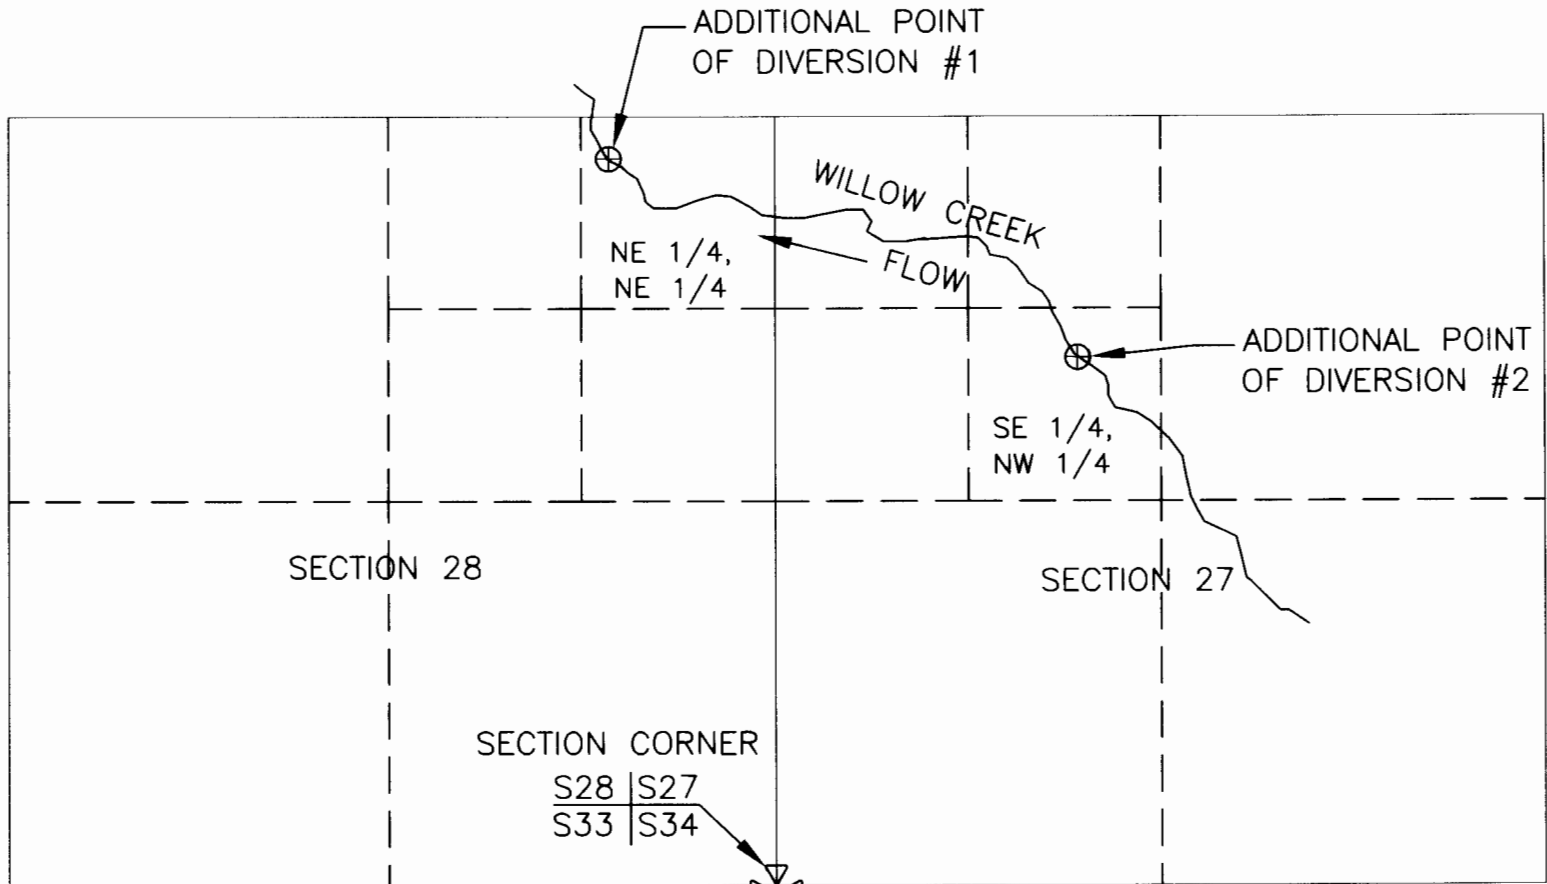 ADDITIONAL POINT
OF DIVERSION #1
WILLOW CREEK
FLOW
NE 1/4,
NE 1/4
ADDITIONAL POINT
OF DIVERSION #2
SE 1/4,
NW 1/4
SECTION 28
SECTION 27
SECTION CORNER
S28 S27
S33 S34